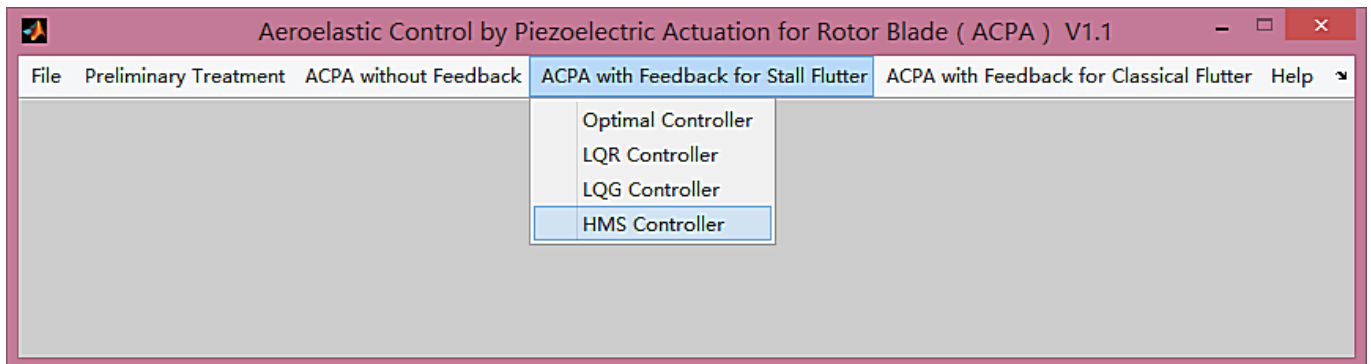 Aeroelastic Control by Piezoelectric Actuation for Rotor Blade ( ACPA ) V1.1
File Preliminary Treatment ACPA without Feedback ACPA with Feedback for Stall Flutter ACPA with Feedback for Classical Flutter Help
Optimal Controller
LQR Controller
LQG Controller
HMS Controller